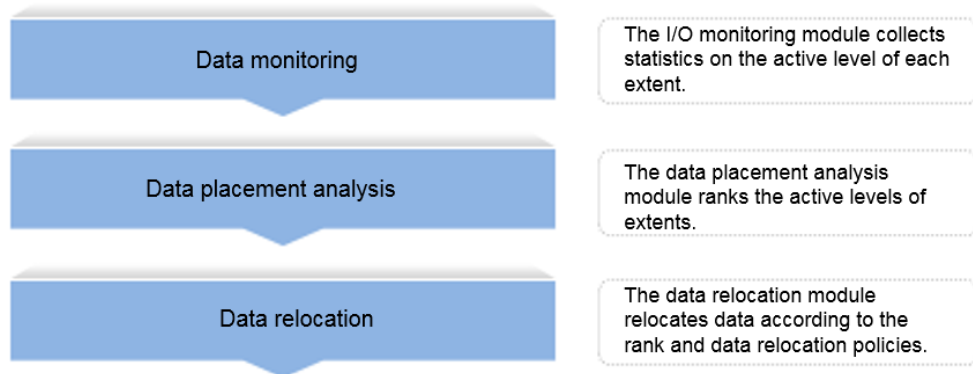 Data monitoring
The I/O monitoring module collects
statistics on the active level of each
extent.
Data placement analysis
The data placement analysis
module ranks the active levels of
extents.
Data relocation
The data relocation module
relocates data according to the
rank and data relocation policies.